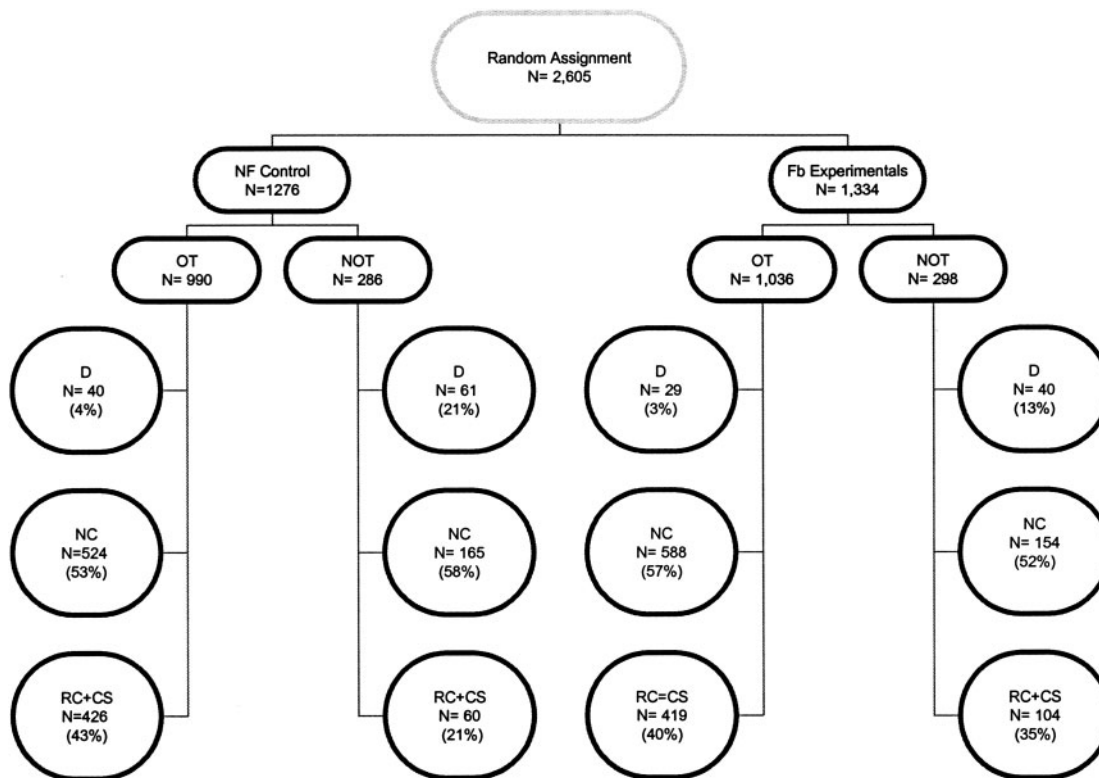 Random Assignment
N= 2,605
NF Control
N=1276
Fb Experimentals
N= 1,334
OT
N= 990
NOT
N= 286
OT
N= 1,036
NOT
N= 298
D
N= 40
(4%)
D
N= 61
(21%)
D
N= 29
(3%)
D
N= 40
(13%)
NC
N=524
(53%)
NC
N= 165
(58%)
NC
N= 588
(57%)
NC
N= 154
(52%)
RC+CS
N=426
(43%)
RC+CS
N= 60
(21%)
RC=CS
N= 419
(40%)
RC+CS
N= 104
(35%)